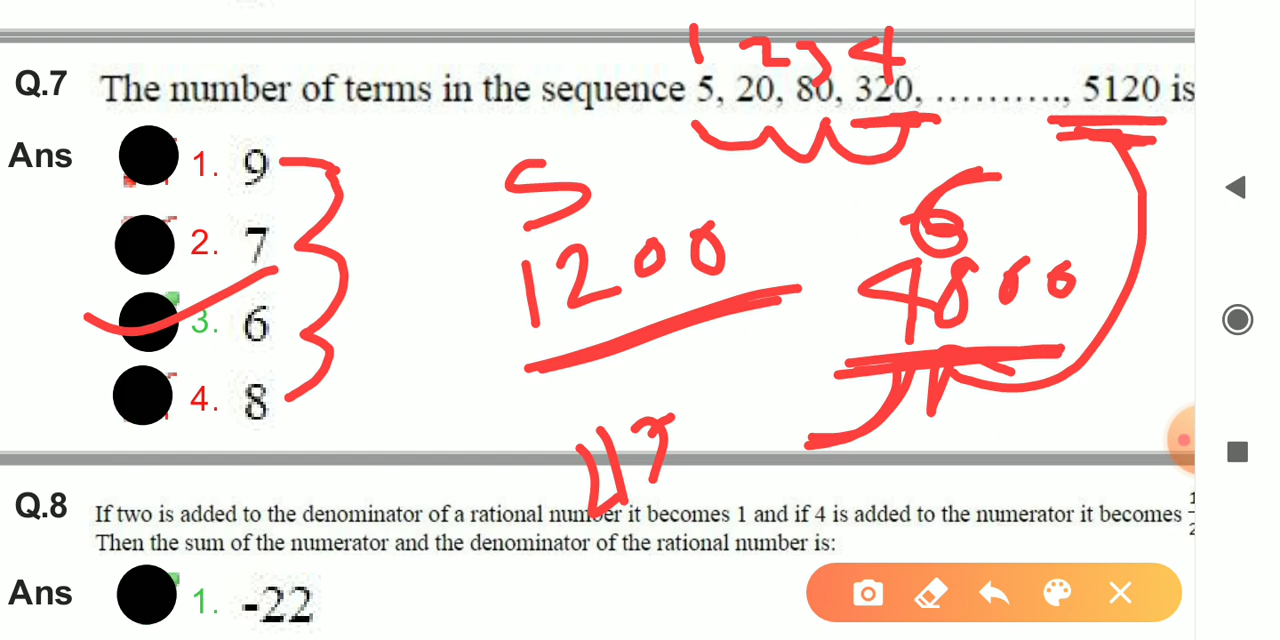 1 2 3 4
Q.7 The number of terms in the sequence 5, 20, 80, 320, ..........., 5120 is
Ans 1. 9
2. 7
3. 6
4. 8
5 6
1200 4800
Q.8 If two is added to the denominator of a rational number it becomes 1 and if 4 is added to the numerator it becomes 1/2
Then the sum of the numerator and the denominator of the rational number is:
Ans 1. -22